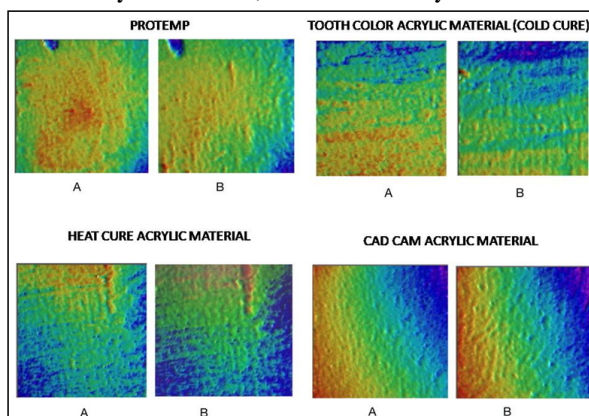 PROTEMP
TOOTH COLOR ACRYLIC MATERIAL (COLD CURE)
A
B
A
B
HEAT CURE ACRYLIC MATERIAL
CAD CAM ACRYLIC MATERIAL
A
B
A
B